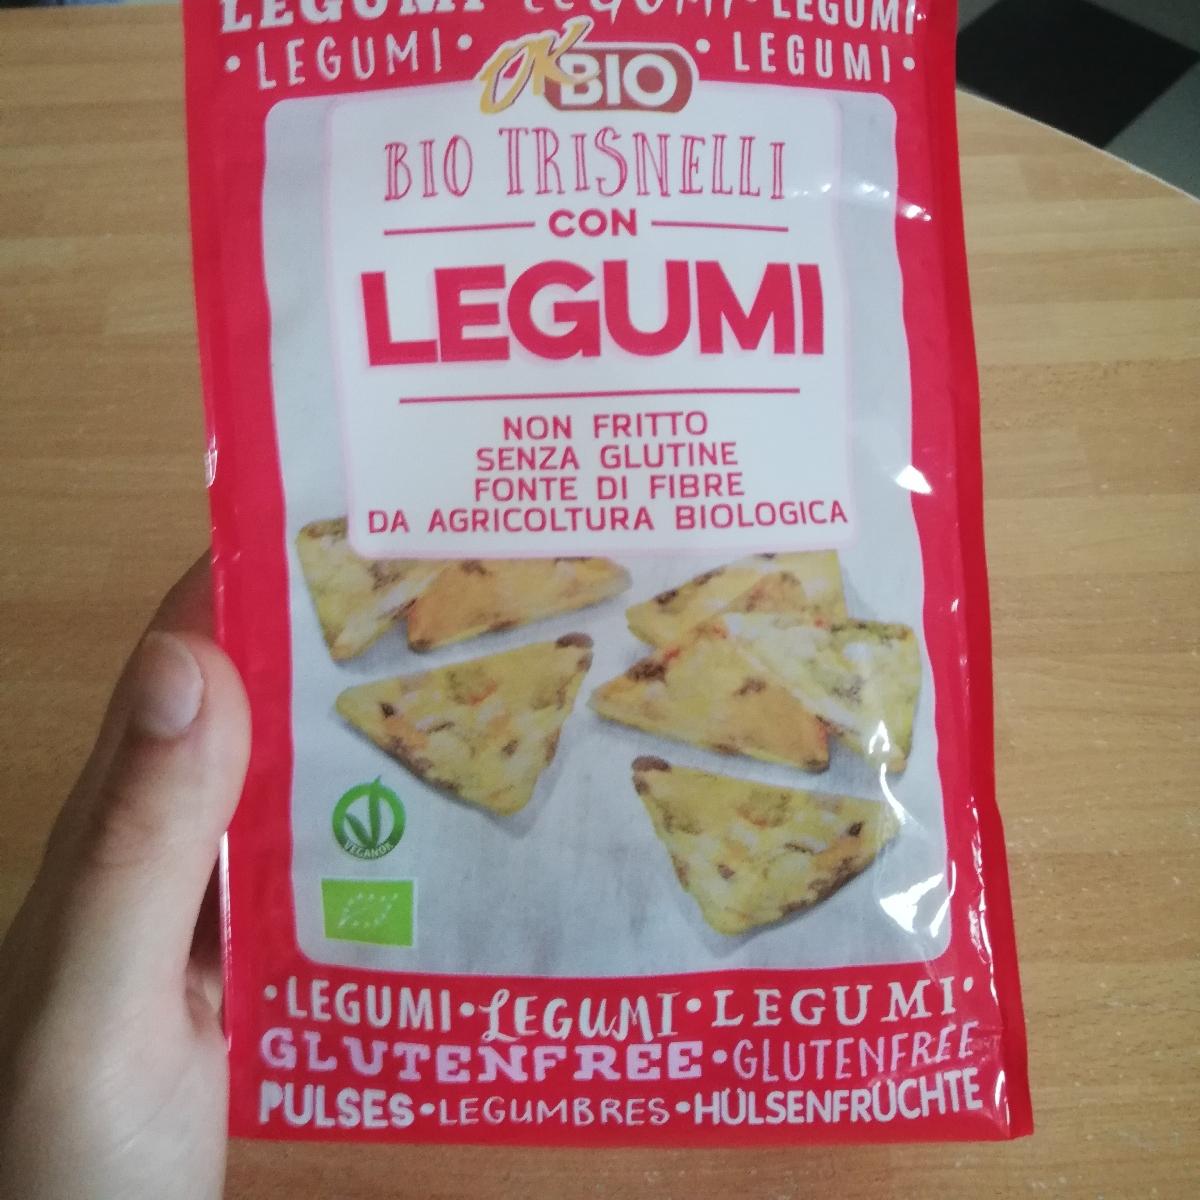 LEGUMI • LEGUMI • LEGUMI
• LEGUMI • OK BIO • LEGUMI •
BIO TRISNELLI
CON
LEGUMI
NON FRITTO
SENZA GLUTINE
FONTE DI FIBRE
DA AGRICOLTURA BIOLOGICA
VEGANOK
•LEGUMI•LEGUMI•LEGUMI•
GLUTENFREE•GLUTENFREE
PULSES•LEGUMBRES•HÜLSENFRÜCHTE